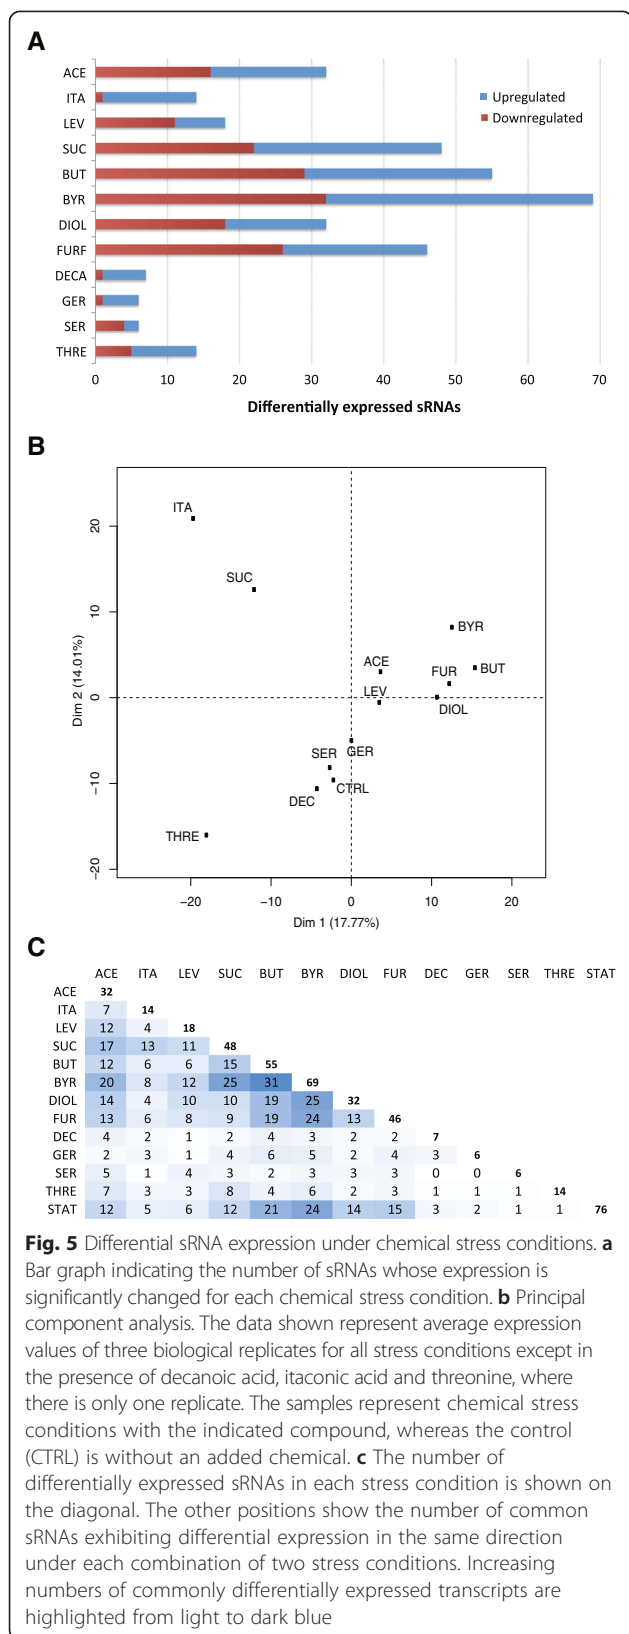 A
ACE
ITA
LEV
SUC
BUT
BYR
DIOL
FURF
DECA
GER
SER
THRE
Upregulated
Downregulated
0 10 20 30 40 50 60 70
Differentially expressed sRNAs
B
ITA
SUC
BYR
ACE
FUR BUT
LEV
DIOL
SER GER
CTRL
DEC
THRE
20
10
0
−10
−20
Dim 2 (14.01%)
−20 −10 0 10 20
Dim 1 (17.77%)
C
ACE ITA LEV SUC BUT BYR DIOL FUR DEC GER SER THRE STAT
ACE 32
ITA 7 14
LEV 12 4 18
SUC 17 13 11 48
BUT 12 6 6 15 55
BYR 20 8 12 25 31 69
DIOL 14 4 10 10 19 25 32
FUR 13 6 8 9 19 24 13 46
DEC 4 2 1 2 4 3 2 2 7
GER 2 3 1 4 6 5 2 4 3 6
SER 5 1 4 3 2 3 3 3 0 0 6
THRE 7 3 3 8 4 6 2 3 1 1 1 14
STAT 12 5 6 12 21 24 14 15 3 2 1 1 76
Fig. 5 Differential sRNA expression under chemical stress conditions. a
Bar graph indicating the number of sRNAs whose expression is
significantly changed for each chemical stress condition. b Principal
component analysis. The data shown represent average expression
values of three biological replicates for all stress conditions except in
the presence of decanoic acid, itaconic acid and threonine, where
there is only one replicate. The samples represent chemical stress
conditions with the indicated compound, whereas the control
(CTRL) is without an added chemical. c The number of
differentially expressed sRNAs in each stress condition is shown on
the diagonal. The other positions show the number of common
sRNAs exhibiting differential expression in the same direction
under each combination of two stress conditions. Increasing
numbers of commonly differentially expressed transcripts are
highlighted from light to dark blue